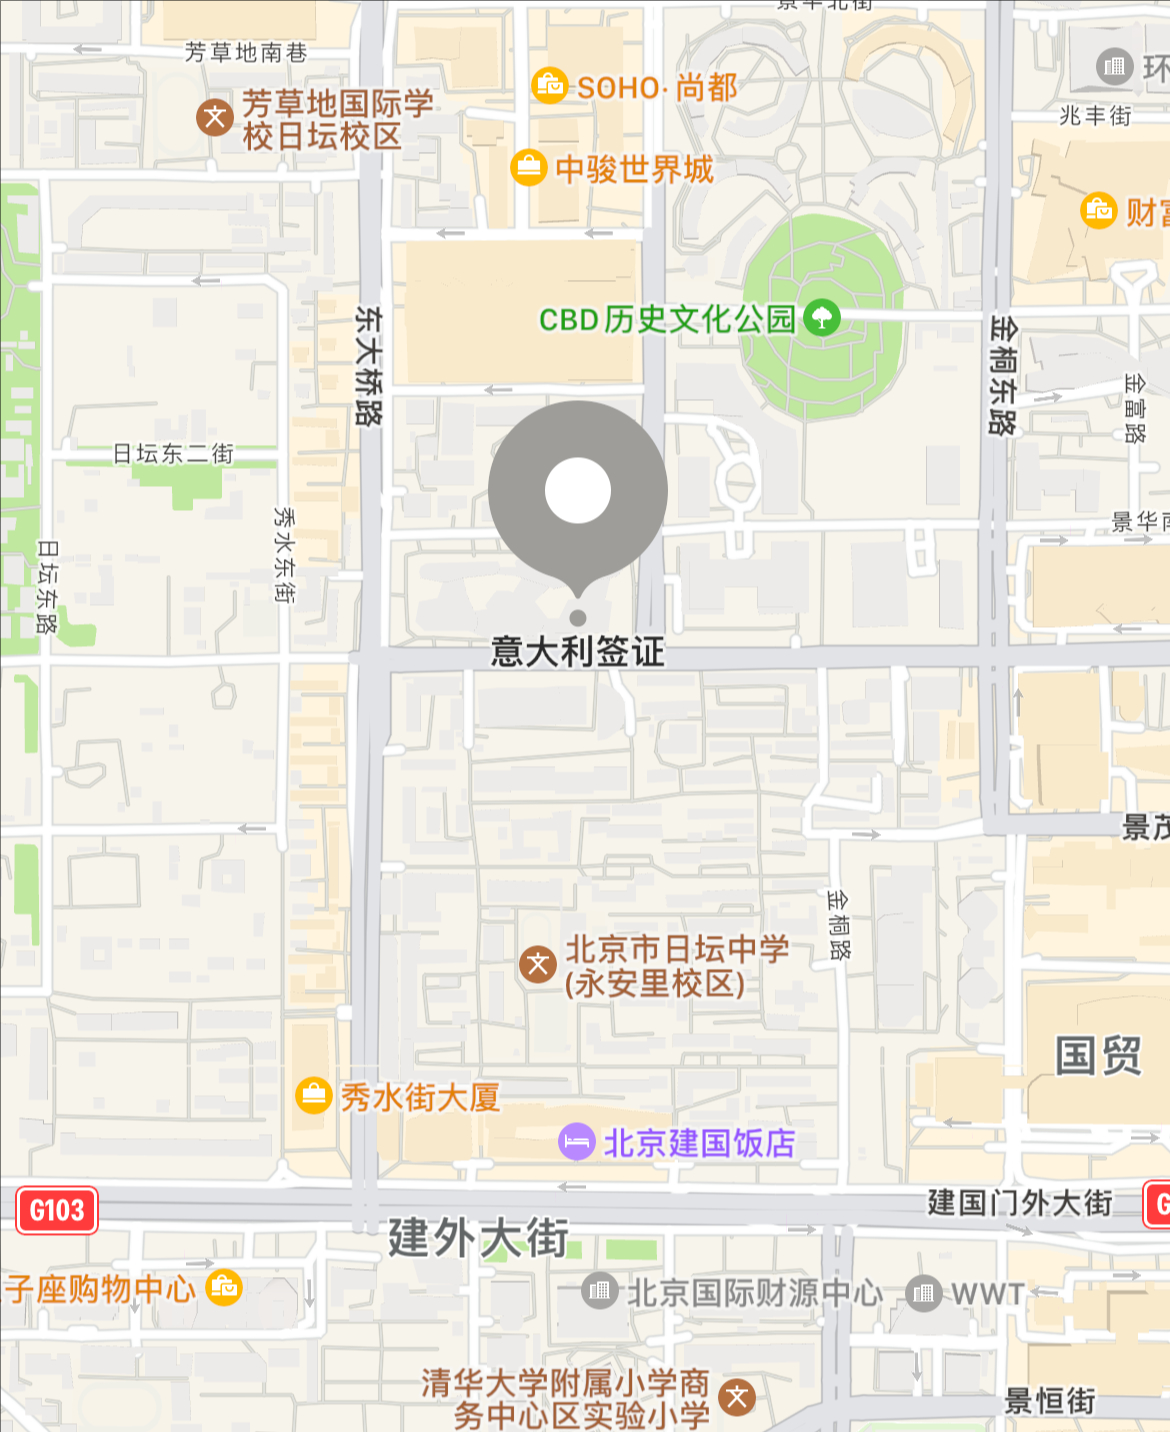 景华北街
芳草地南巷
芳草地国际学
校日坛校区
SOHO·尚都
环
兆丰街
中骏世界城
财富
东大桥路
CBD历史文化公园
金桐东路
金富路
日坛东二街
秀水东街
日坛东路
景华南
意大利签证
景茂
金桐路
北京市日坛中学
(永安里校区)
国贸
秀水街大厦
北京建国饭店
G103
建国门外大街
G
建外大街
子座购物中心
北京国际财源中心
WWT
清华大学附属小学商
务中心区实验小学
景恒街